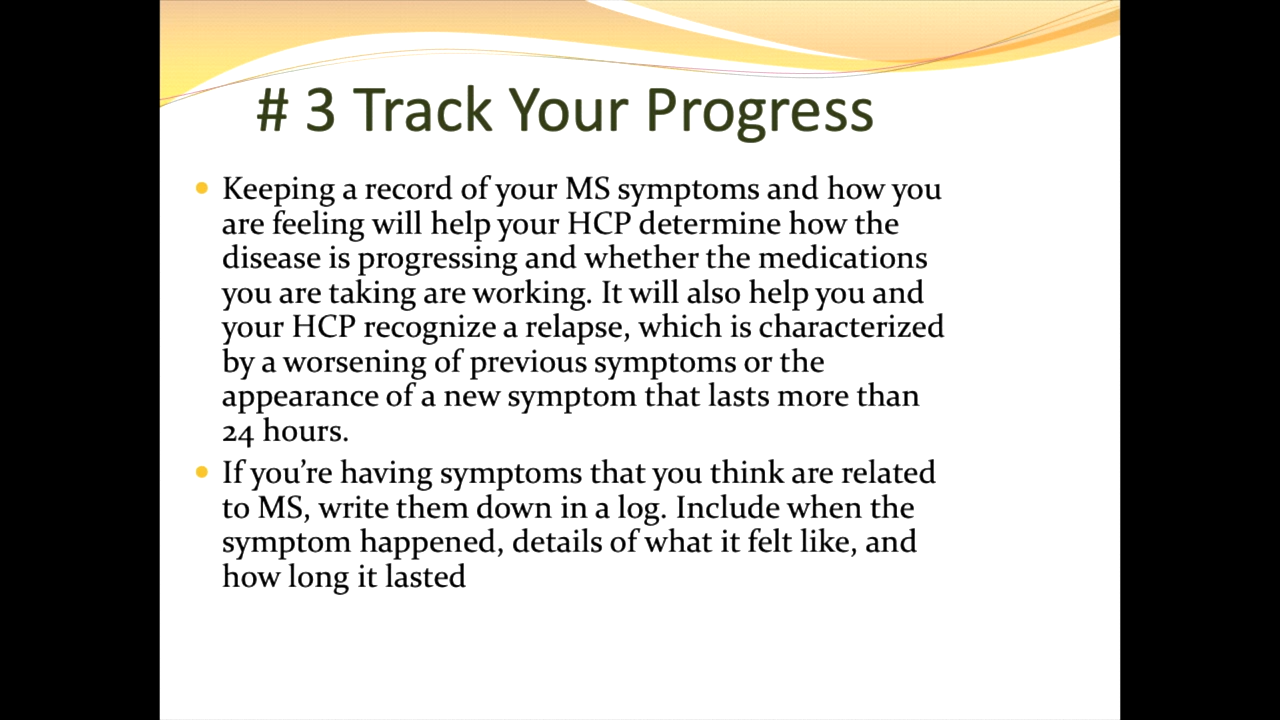 # 3 Track Your Progress
Keeping a record of your MS symptoms and how you
are feeling will help your HCP determine how the
disease is progressing and whether the medications
you are taking are working. It will also help you and
your HCP recognize a relapse, which is characterized
by a worsening of previous symptoms or the
appearance of a new symptom that lasts more than
24 hours.
If you’re having symptoms that you think are related
to MS, write them down in a log. Include when the
symptom happened, details of what it felt like, and
how long it lasted